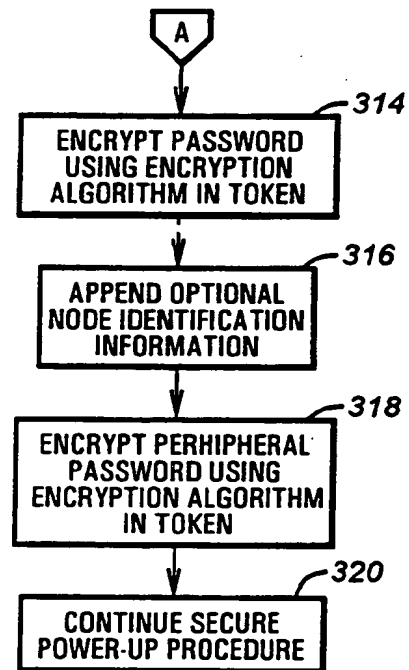 A
314
ENCRYPT PASSWORD
USING ENCRYPTION
ALGORITHM IN TOKEN
316
APPEND OPTIONAL
NODE IDENTIFICATION
INFORMATION
318
ENCRYPT PERHIPHERAL
PASSWORD USING
ENCRYPTION ALGORITHM
IN TOKEN
320
CONTINUE SECURE
POWER-UP PROCEDURE